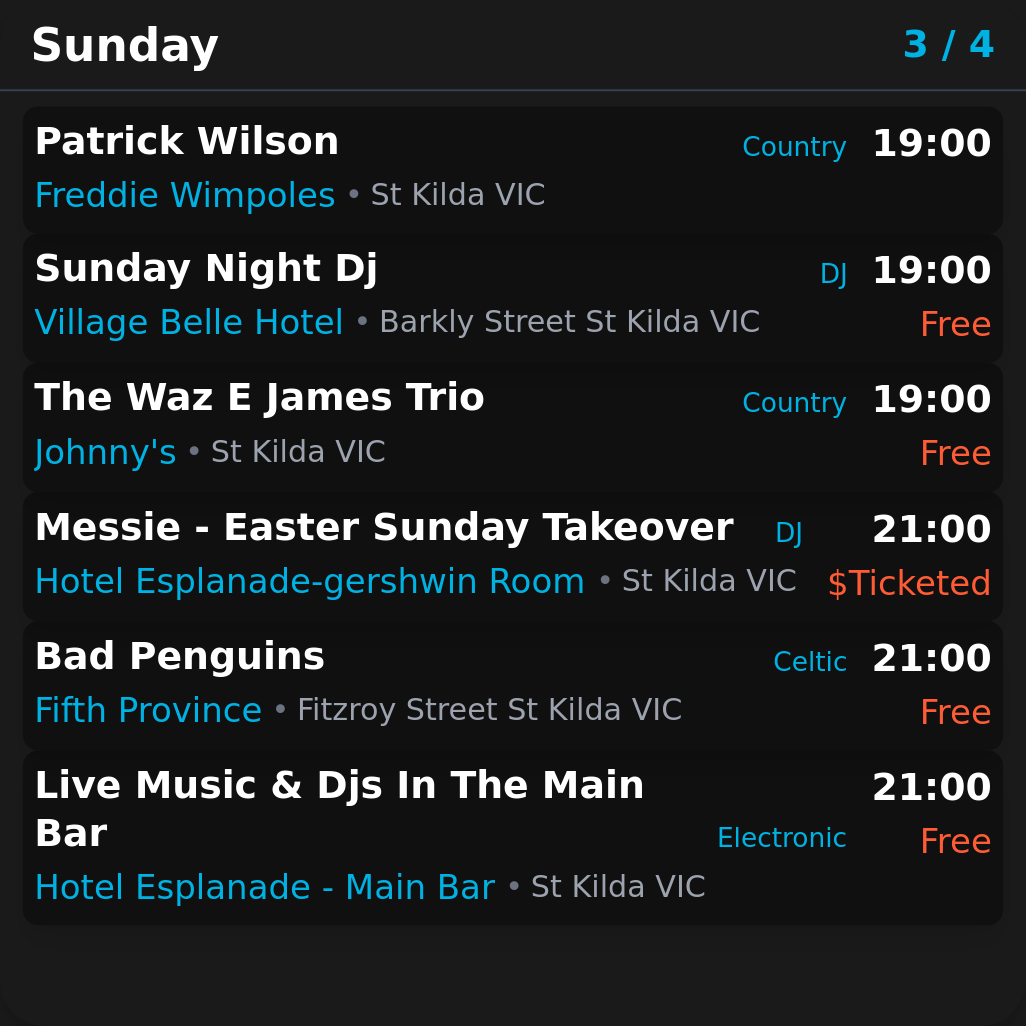 Sunday 3 / 4
Patrick Wilson Country 19:00
Freddie Wimpoles • St Kilda VIC
Sunday Night Dj DJ 19:00
Village Belle Hotel • Barkly Street St Kilda VIC Free
The Waz E James Trio Country 19:00
Johnny's • St Kilda VIC Free
Messie - Easter Sunday Takeover DJ 21:00
Hotel Esplanade-gershwin Room • St Kilda VIC $Ticketed
Bad Penguins Celtic 21:00
Fifth Province • Fitzroy Street St Kilda VIC Free
Live Music & Djs In The Main 21:00
Bar Electronic Free
Hotel Esplanade - Main Bar • St Kilda VIC